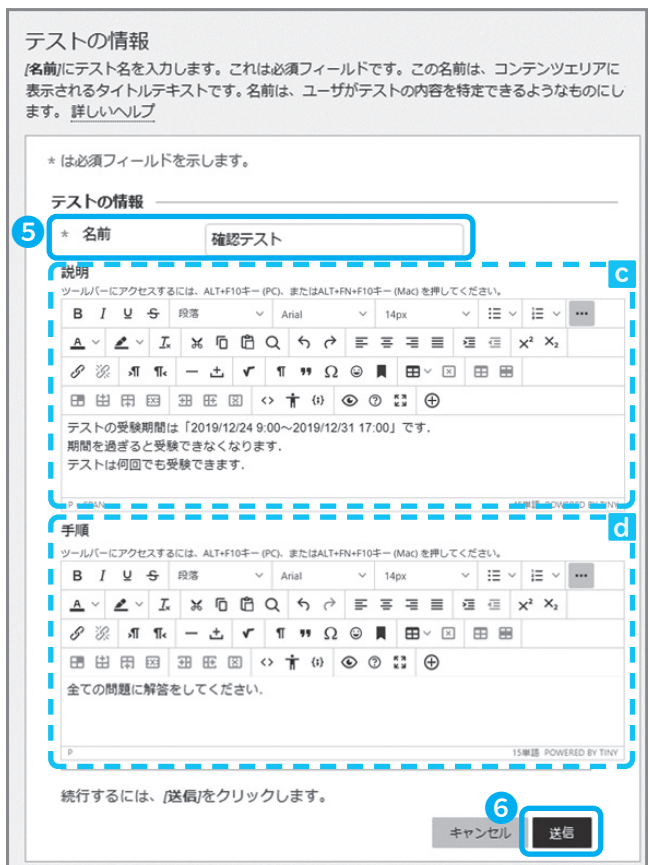 テストの情報
[名前]にテスト名を入力します。これは必須フィールドです。この名前は、コンテンツエリアに
表示されるタイトルテキストです。名前は、ユーザがテストの内容を特定できるようなものにし
ます。 詳しいヘルプ
* は必須フィールドを示します。
テストの情報
5 * 名前 確認テスト
説明 c
ツールバーにアクセスするには、ALT+F10キー (PC)、またはALT+FN+F10キー (Mac) を押してください。
B I U S 段落 Arial 14px
テストの受験期間は「2019/12/24 9:00～2019/12/31 17:00」です.
期間を過ぎると受験できなくなります.
テストは何回でも受験できます.
P SPAN 15単語 POWERED BY TINY
手順 d
ツールバーにアクセスするには、ALT+F10キー (PC)、またはALT+FN+F10キー (Mac) を押してください。
B I U S 段落 Arial 14px
全ての問題に解答をしてください.
P 15単語 POWERED BY TINY
続行するには、[送信]をクリックします。
6
キャンセル 送信